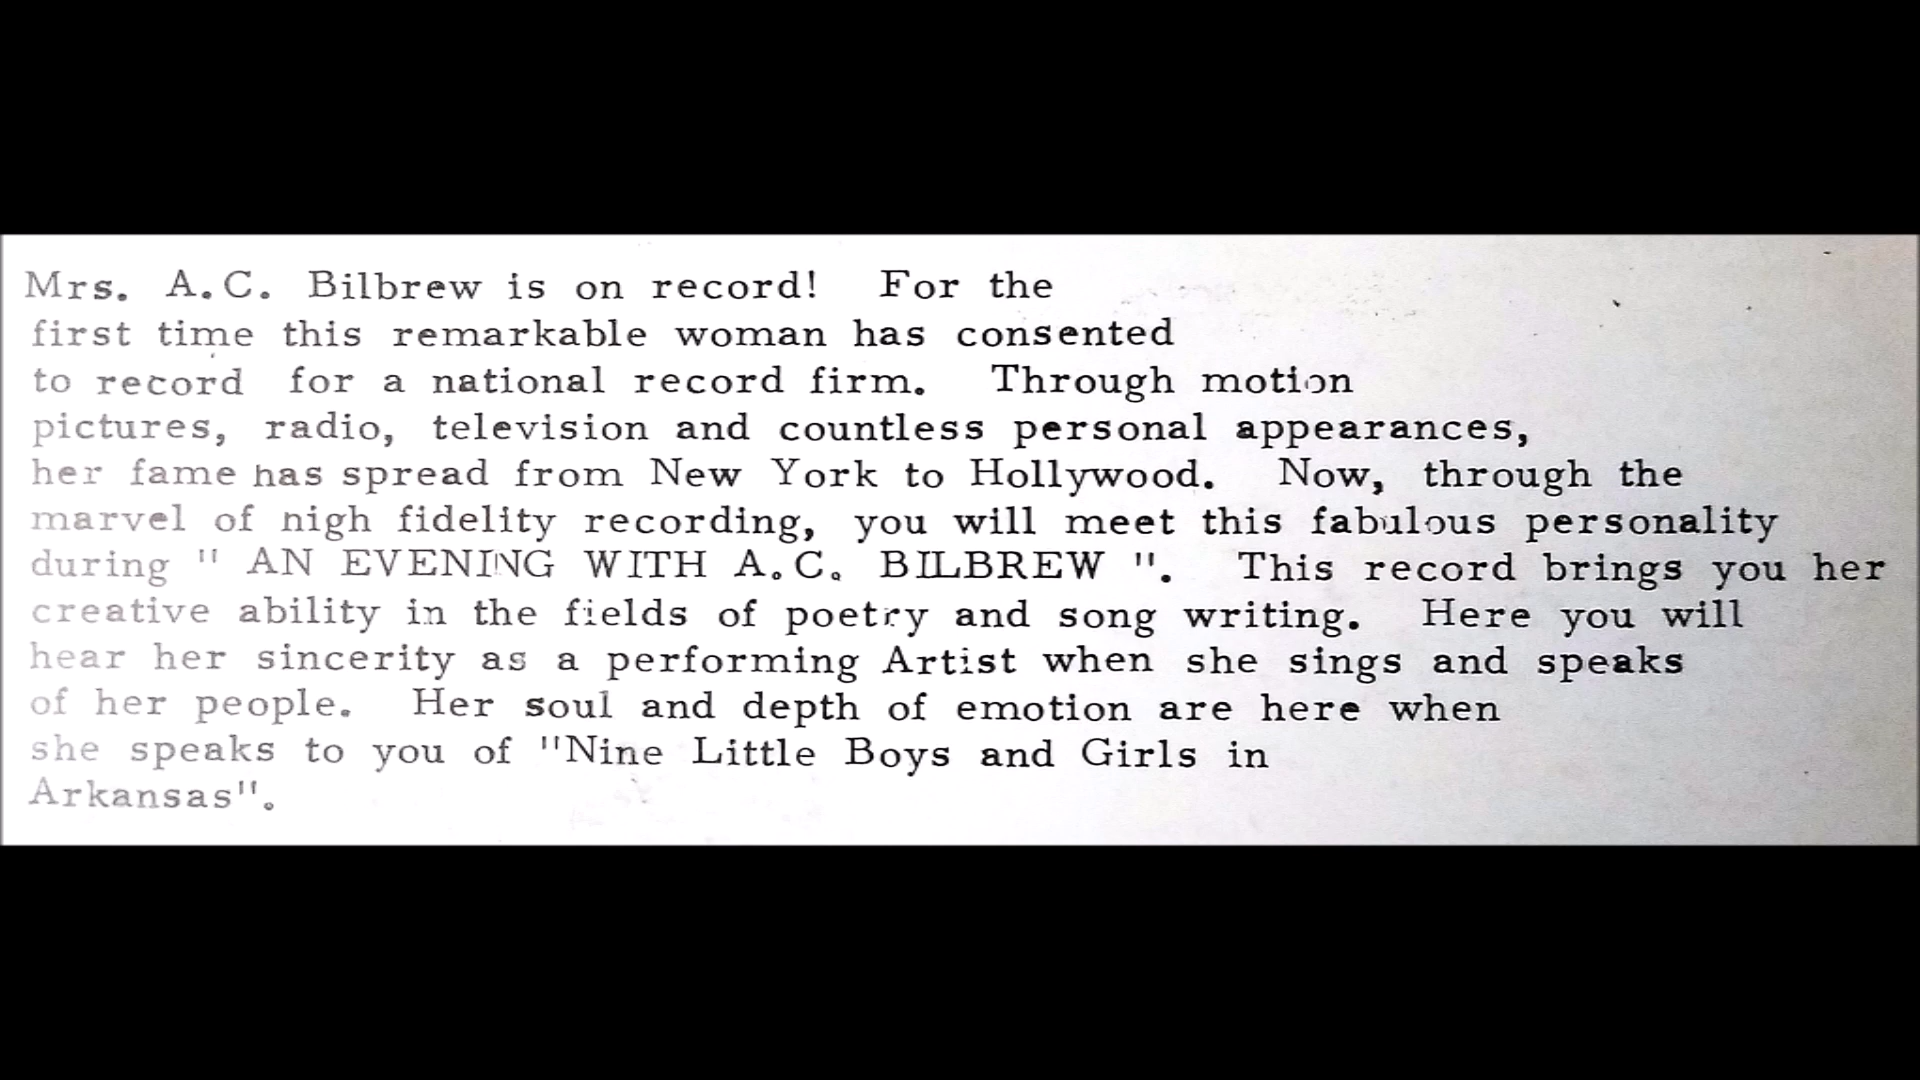 Mrs. A.C. Bilbrew is on record! For the
first time this remarkable woman has consented
to record for a national record firm. Through motion
pictures, radio, television and countless personal appearances,
her fame has spread from New York to Hollywood. Now, through the
marvel of nigh fidelity recording, you will meet this fabulous personality
during " AN EVENING WITH A.C. BILBREW ". This record brings you her
creative ability in the fields of poetry and song writing. Here you will
hear her sincerity as a performing Artist when she sings and speaks
of her people. Her soul and depth of emotion are here when
she speaks to you of "Nine Little Boys and Girls in
Arkansas".